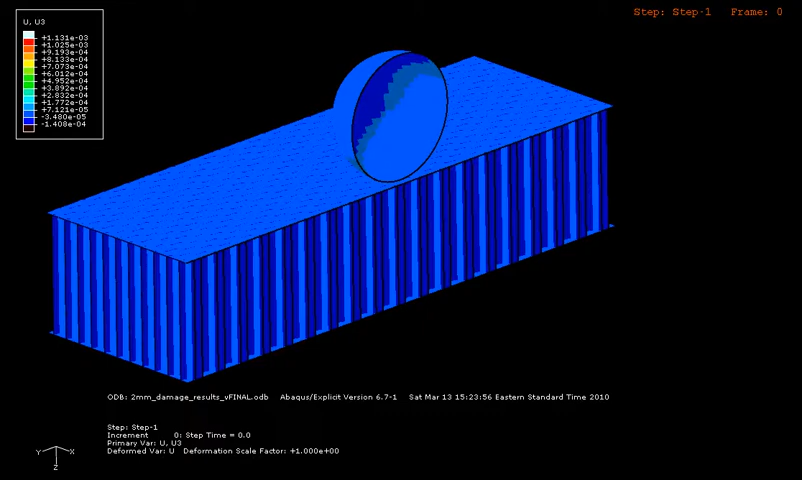 Step: Step-1 Frame: 0
U, U3
+1.131e-03
+1.025e-03
+9.193e-04
+8.133e-04
+7.073e-04
+6.012e-04
+4.952e-04
+3.892e-04
+2.832e-04
+1.772e-04
+7.121e-05
-3.480e-05
-1.408e-04
ODB: 2mm_damage_results_vFINAL.odb Abaqus/Explicit Version 6.7-1 Sat Mar 13 15:23:56 Eastern Standard Time 2010
Step: Step-1
Increment 0: Step Time = 0.0
Primary Var: U, U3
Deformed Var: U Deformation Scale Factor: +1.000e+00
Y X
Z